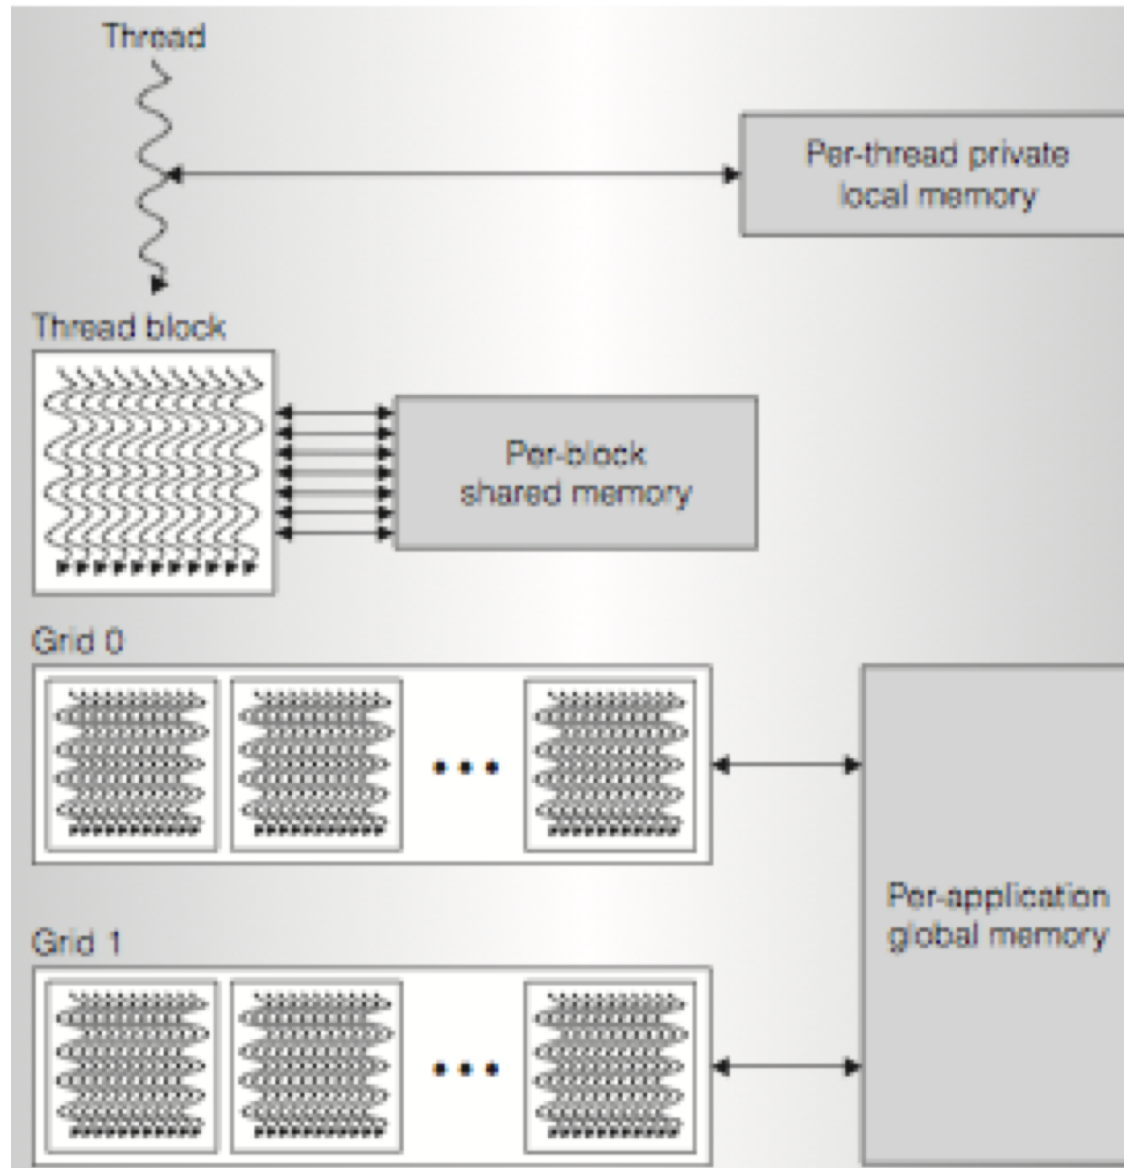 Thread
Per-thread private
local memory
Thread block
Per-block
shared memory
Grid 0
Grid 1
Per-application
global memory